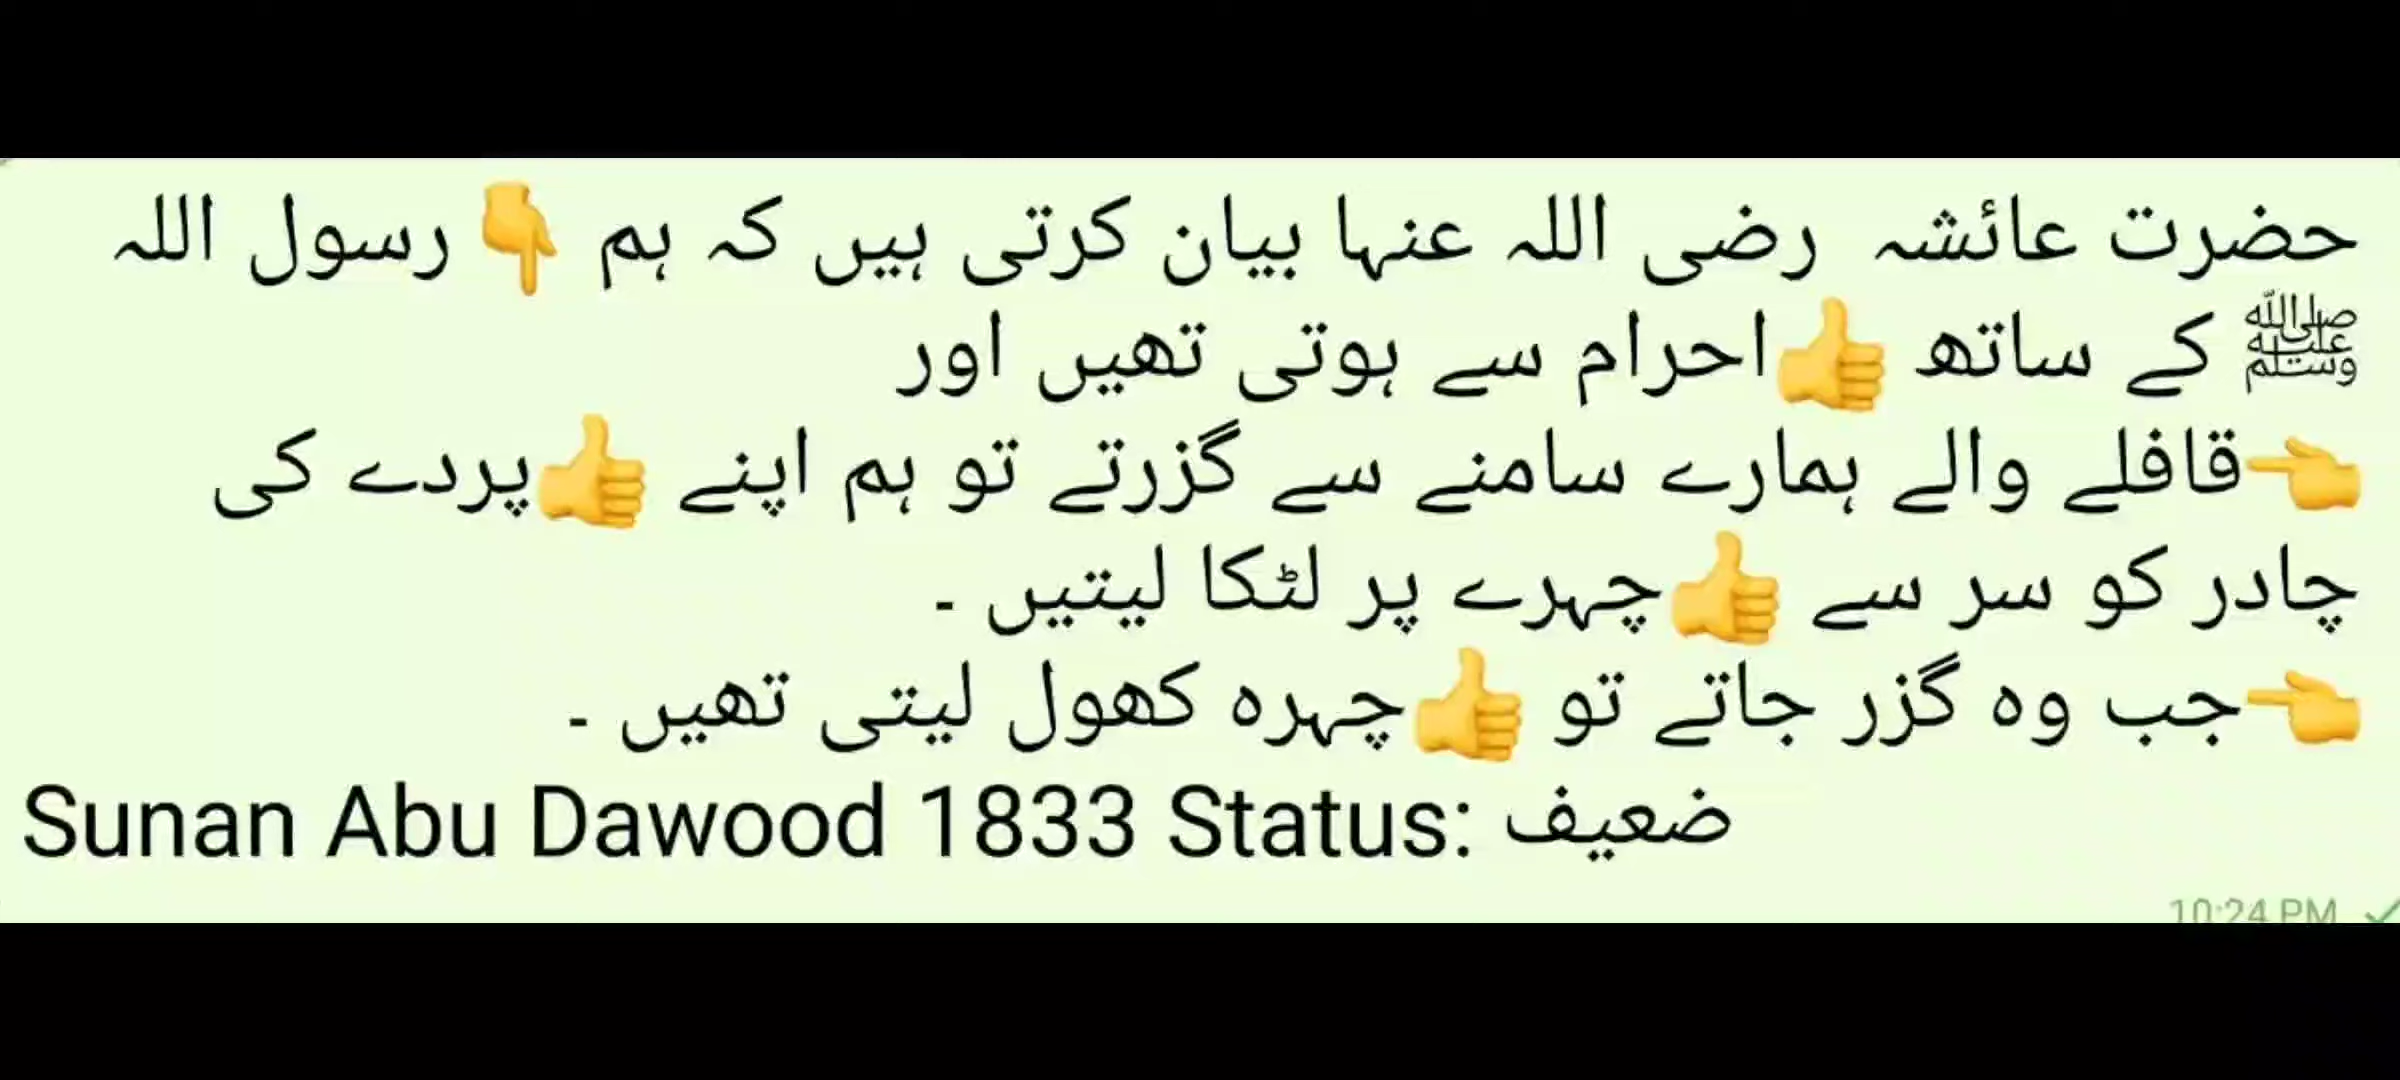 حضرت عائشہ رضی اللہ عنہا بیان کرتی ہیں کہ ہم 👇رسول اللہ
ﷺ کے ساتھ 👍احرام سے ہوتی تھیں اور
👈قافلے والے ہمارے سامنے سے گزرتے تو ہم اپنے 👍پردے کی
چادر کو سر سے 👍چہرے پر لٹکا لیتیں ۔
👈جب وہ گزر جاتے تو 👍چہرہ کھول لیتی تھیں ۔
Sunan Abu Dawood 1833 Status: ضعیف
10:24 PM